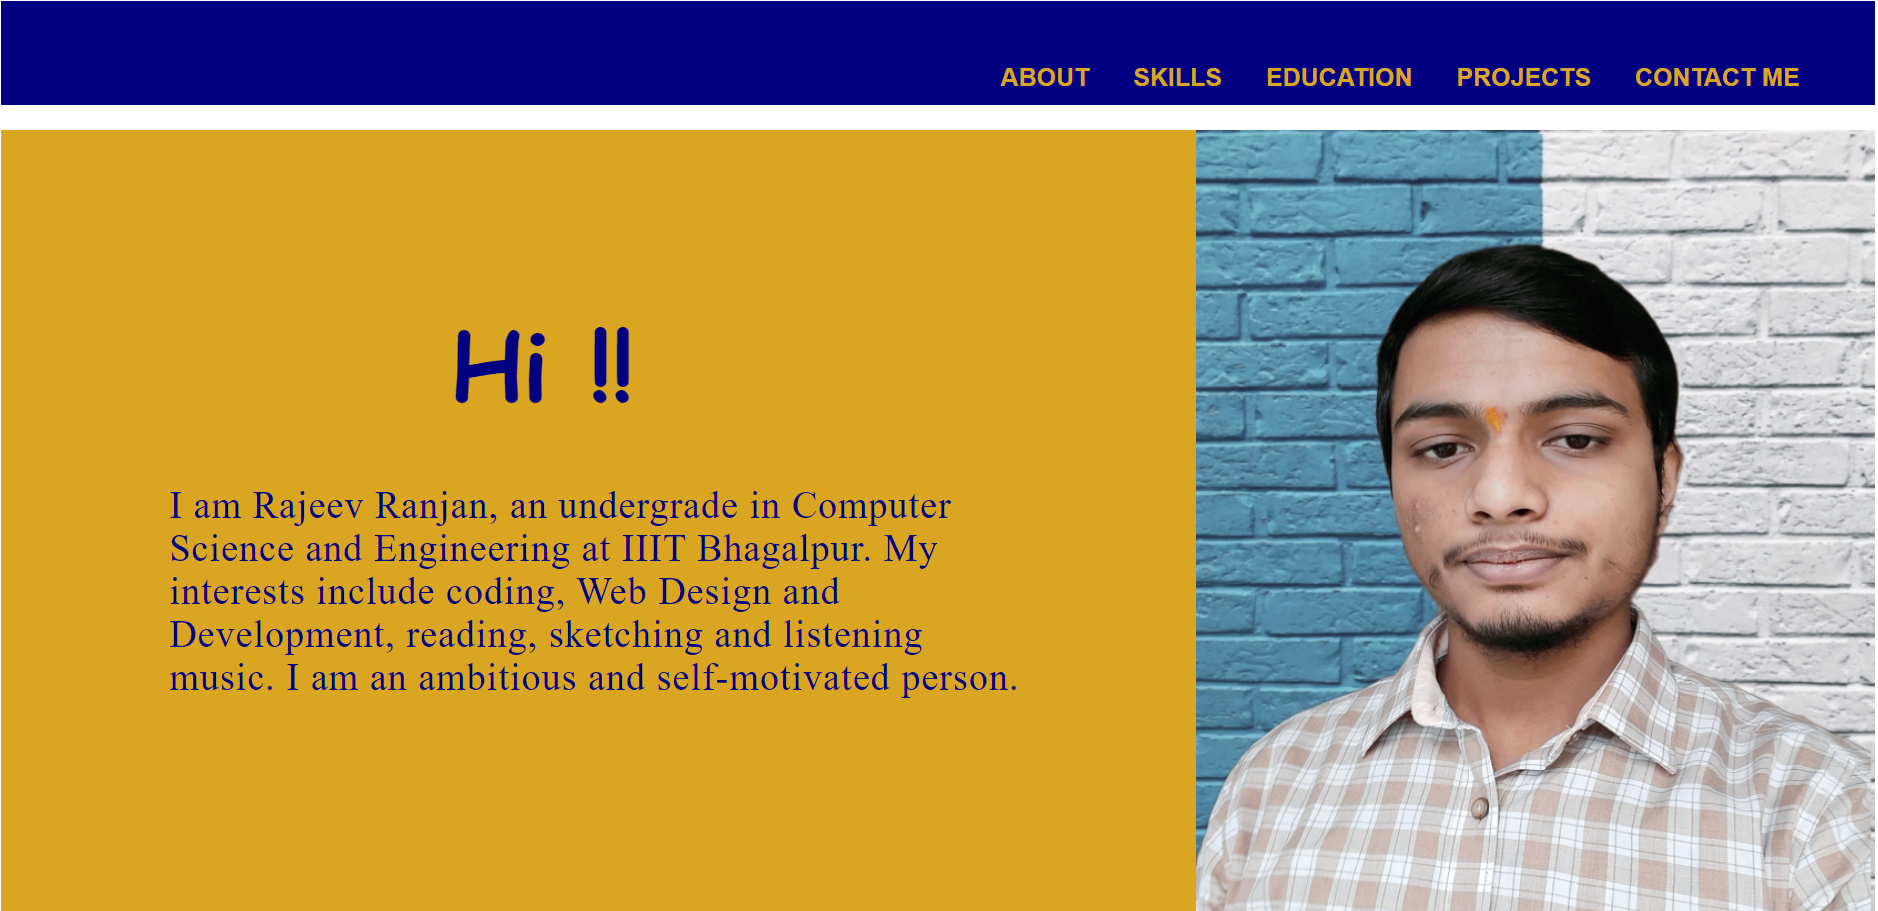 ABOUT SKILLS EDUCATION PROJECTS CONTACT ME
Hi !!
I am Rajeev Ranjan, an undergrade in Computer
Science and Engineering at IIIT Bhagalpur. My
interests include coding, Web Design and
Development, reading, sketching and listening
music. I am an ambitious and self-motivated person.